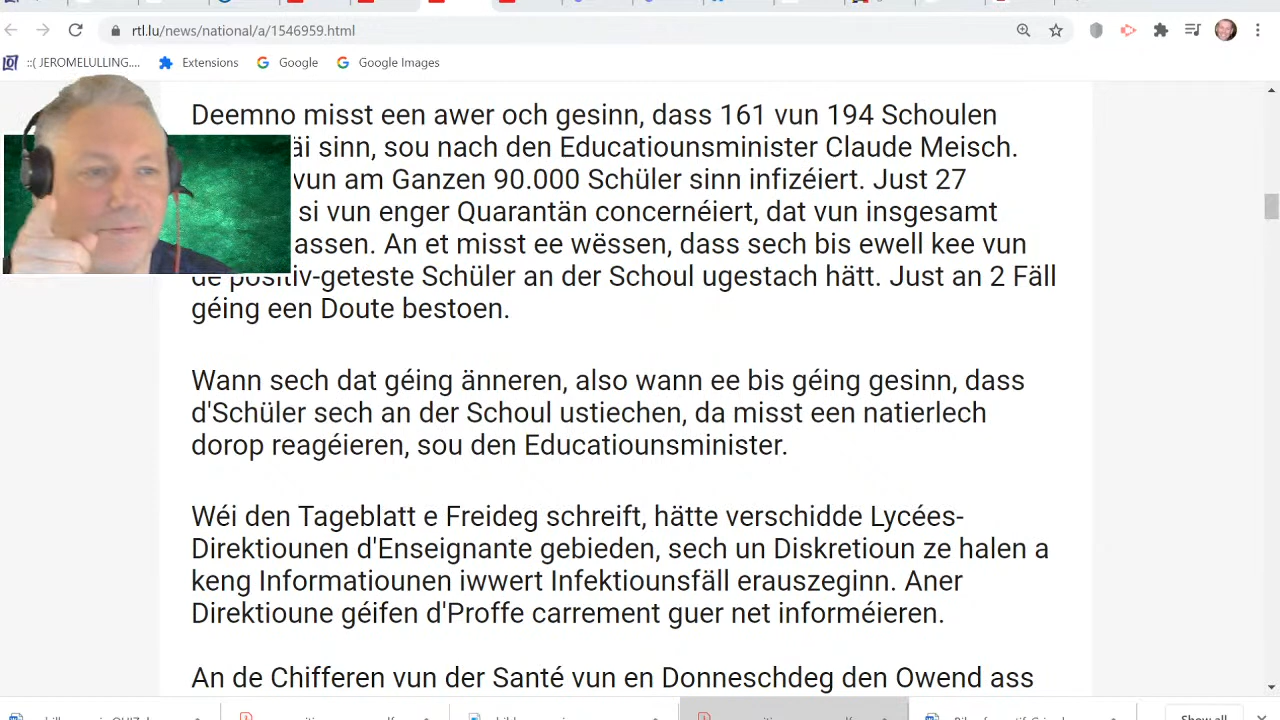 rtl.lu/news/national/a/1546959.html
::( JEROMELULLING....
Extensions
Google
Google Images
Deemno misst een awer och gesinn, dass 161 vun 194 Schoulen
sinn, sou nach den Educatiounsminister Claude Meisch.
vun am Ganzen 90.000 Schüler sinn infizéiert. Just 27
si vun enger Quarantän concernéiert, dat vun insgesamt
assen. An et misst ee wëssen, dass sech bis ewell kee vun
de positiv-geteste Schüler an der Schoul ugestach hätt. Just an 2 Fäll
géing een Doute bestoen.
Wann sech dat géing änneren, also wann ee bis géing gesinn, dass
d'Schüler sech an der Schoul ustiechen, da misst een natierlech
dorop reagéieren, sou den Educatiounsminister.
Wéi den Tageblatt e Freideg schreift, hätte verschidde Lycées-
Direktiounen d'Enseignante gebieden, sech un Diskretioun ze halen a
keng Informatiounen iwwert Infektiounsfäll erauszeginn. Aner
Direktioune géifen d'Proffe carrement guer net informéieren.
An de Chifferen vun der Santé vun en Donneschdeg den Owend ass
Show all